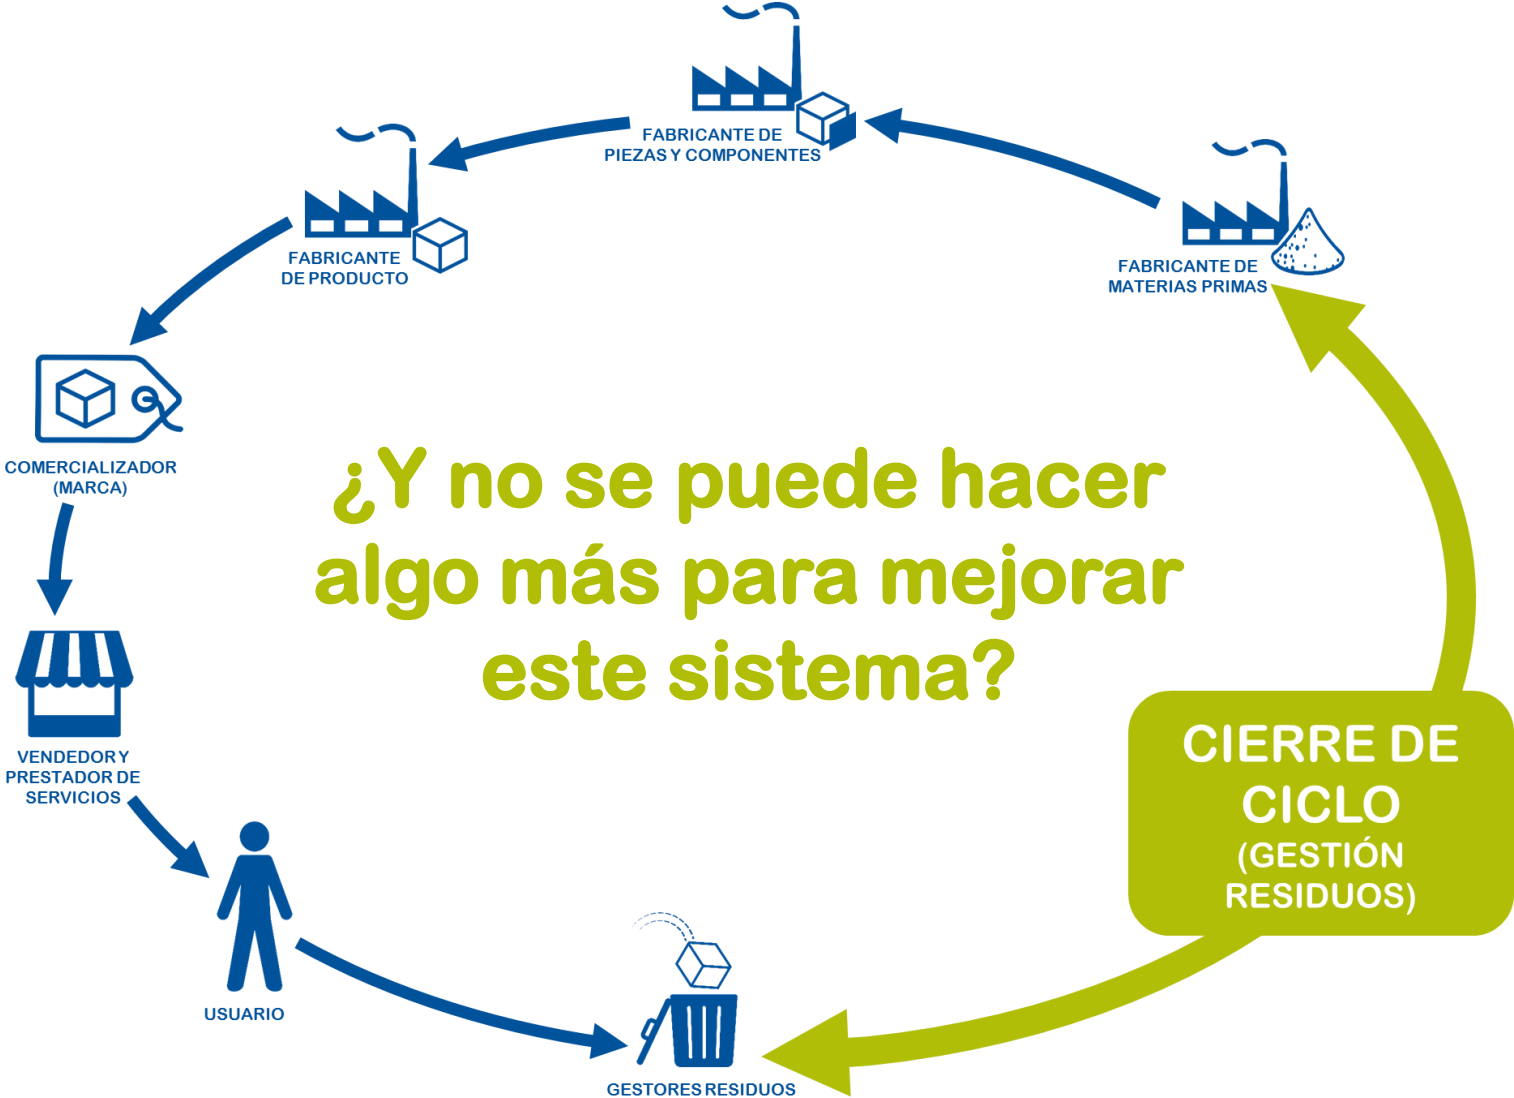 FABRICANTE DE
PIEZAS Y COMPONENTES
FABRICANTE
DE PRODUCTO
FABRICANTE DE
MATERIAS PRIMAS
COMERCIALIZADOR
(MARCA)
¿Y no se puede hacer
algo más para mejorar
este sistema?
VENDEDOR Y
PRESTADOR DE
SERVICIOS
CIERRE DE
CICLO
(GESTIÓN
RESIDUOS)
USUARIO
GESTORES RESIDUOS